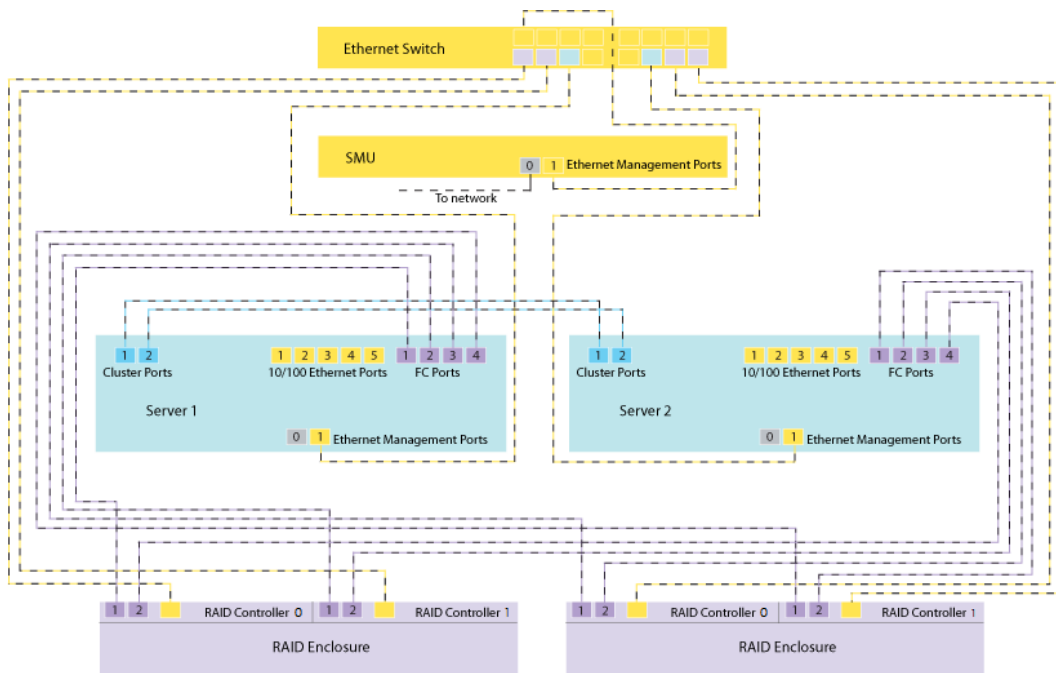 Ethernet Switch
SMU
0 1 Ethernet Management Ports
To network
1 2 1 2 3 4 5 1 2 3 4
Cluster Ports 10/100 Ethernet Ports FC Ports
Server 1
0 1 Ethernet Management Ports
1 2 1 2 3 4 5 1 2 3 4
Cluster Ports 10/100 Ethernet Ports FC Ports
Server 2
0 1 Ethernet Management Ports
1 2 RAID Controller 0 1 2 RAID Controller 1
RAID Enclosure
1 2 RAID Controller 0 1 2 RAID Controller 1
RAID Enclosure